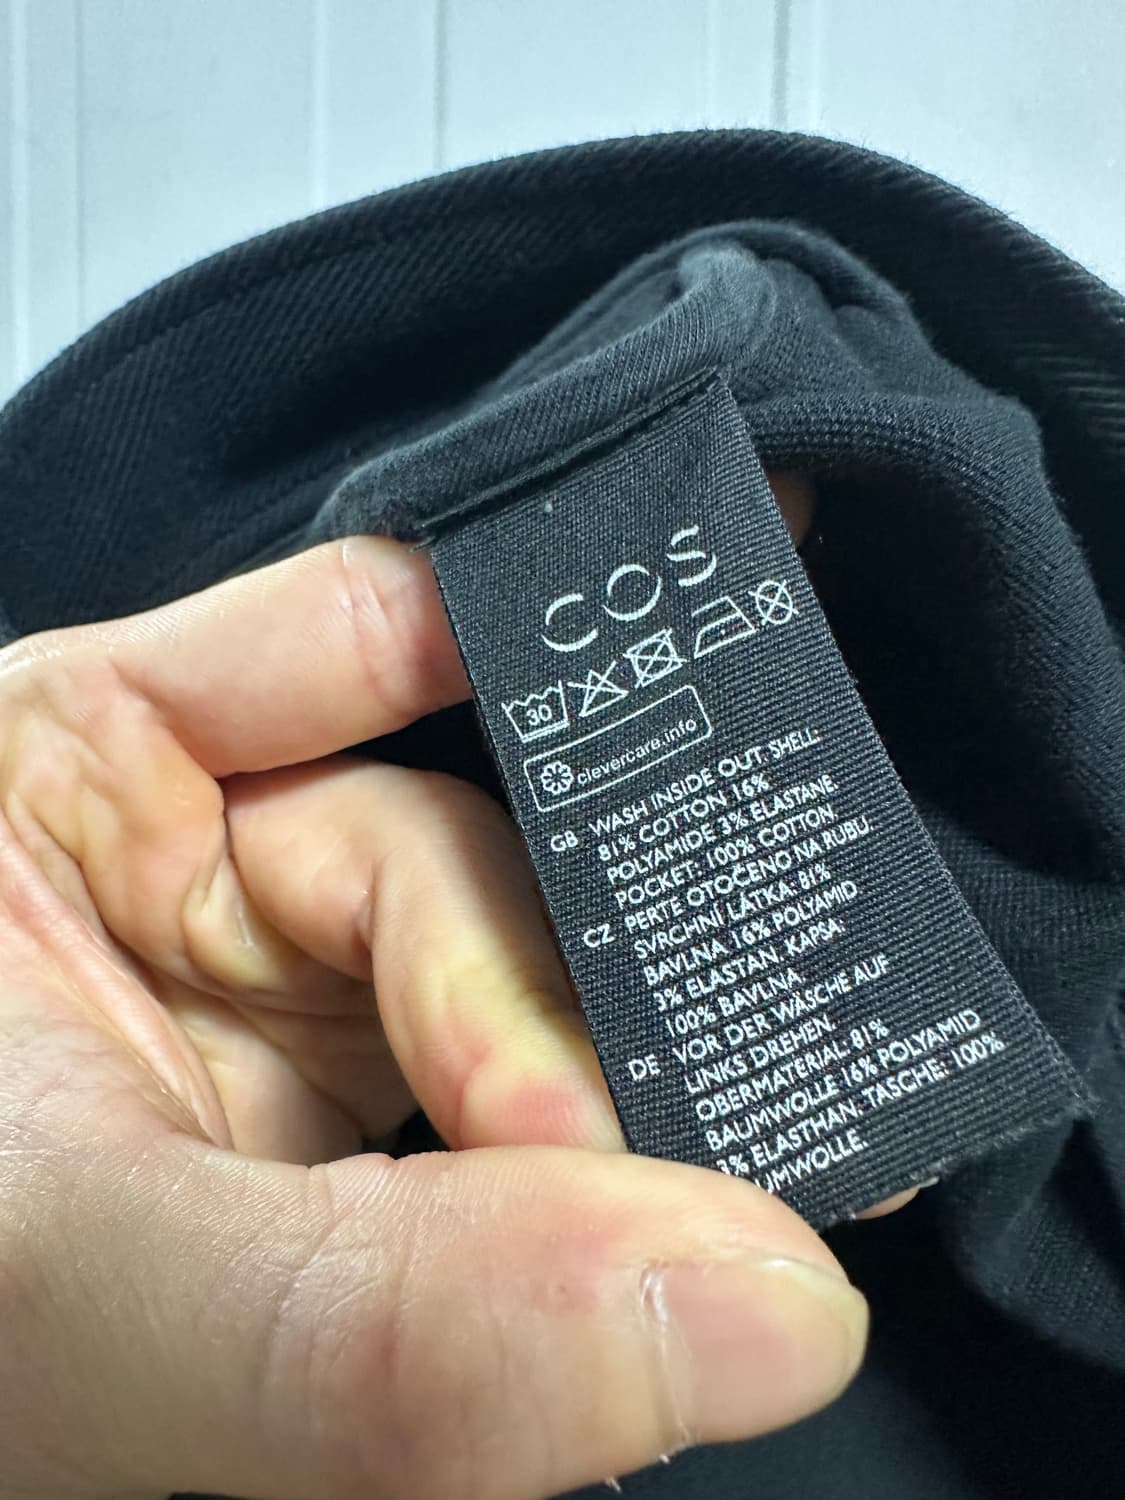 COS
30
clevercare.info
GB WASH INSIDE OUT. SHELL:
81% COTTON 16%
POLYAMIDE 3% ELASTANE.
POCKET: 100% COTTON.
CZ PERTE OTOČENO NA RUBU.
SVRCHNÍ LÁTKA: 81%
BAVLNA 16% POLYAMID
3% ELASTAN. KAPSA:
100% BAVLNA.
DE VOR DER WÄSCHE AUF
LINKS DREHEN.
OBERMATERIAL: 81%
BAUMWOLLE 16% POLYAMID
3% ELASTHAN. TASCHE: 100%
UMWOLLE.